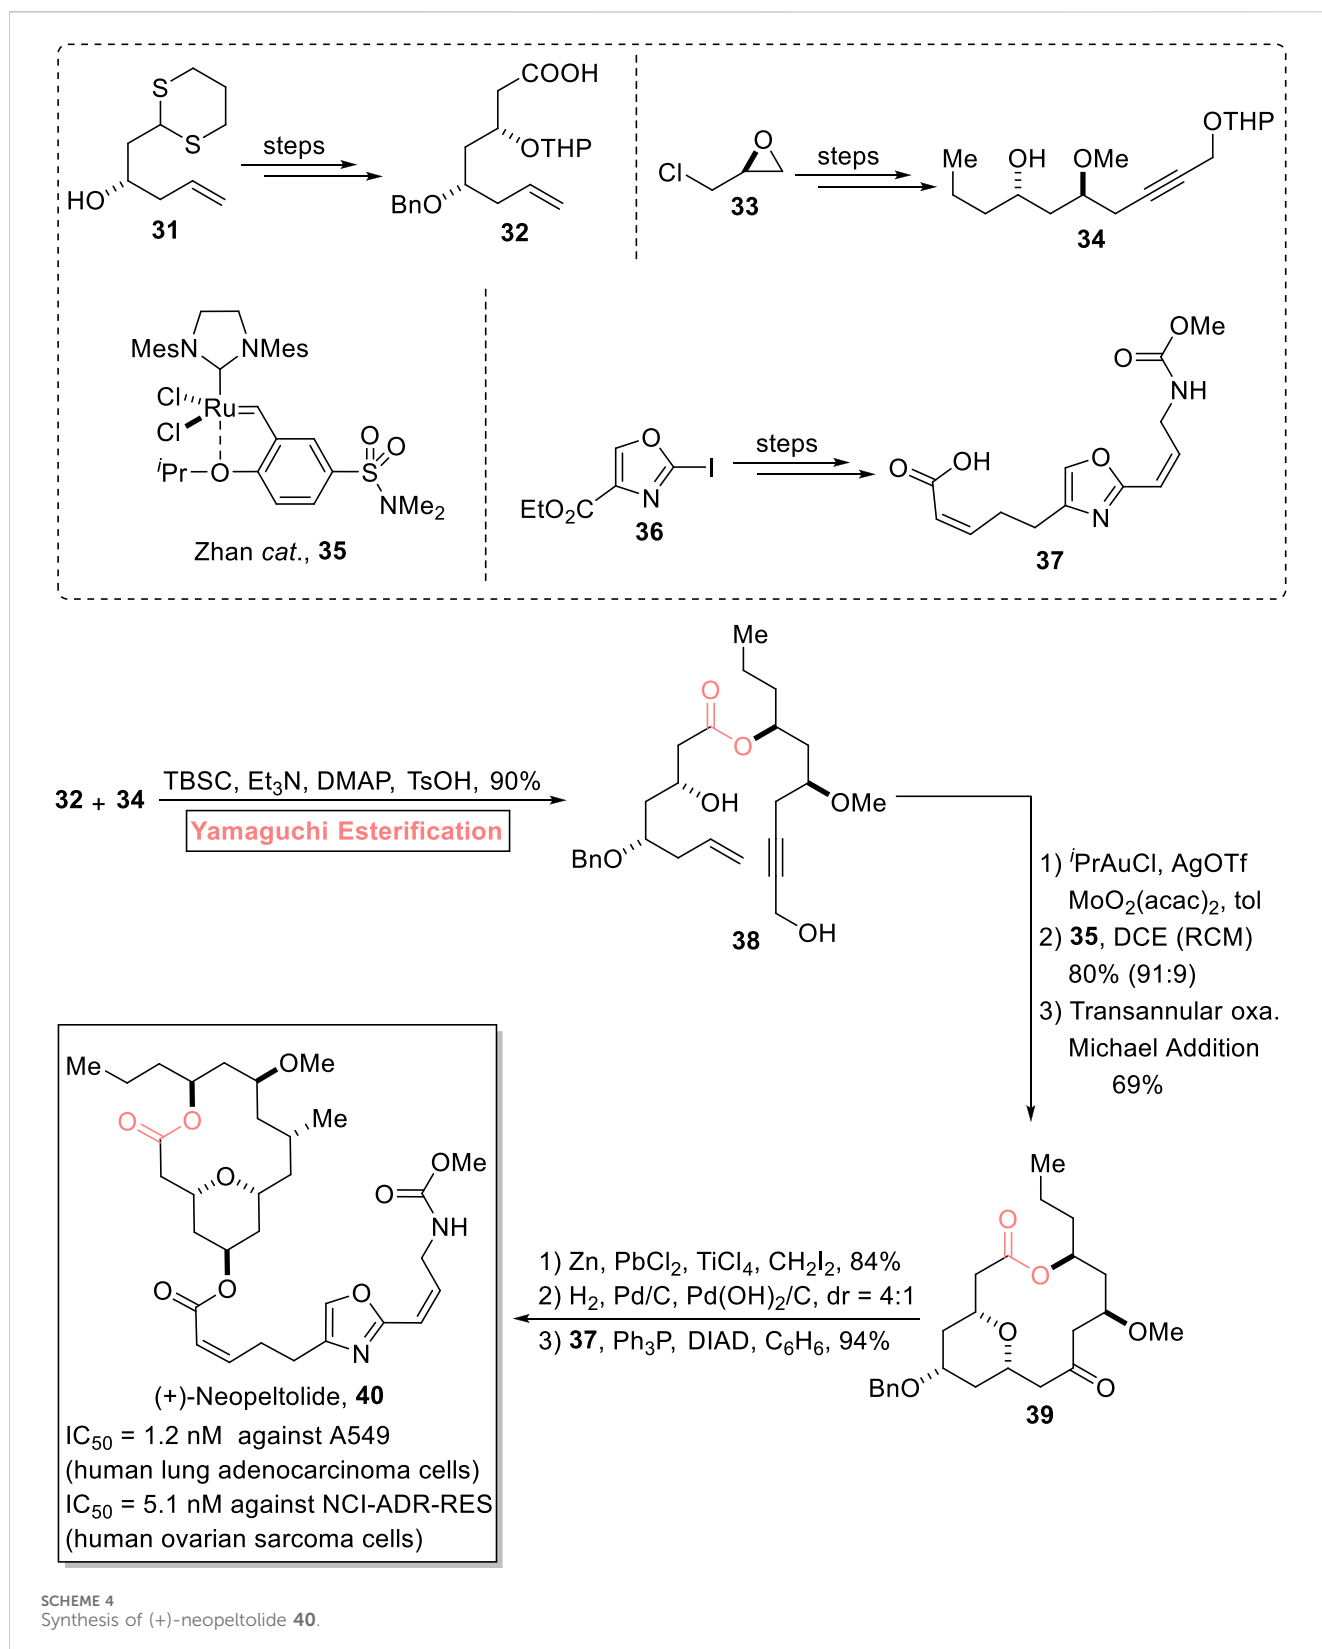 S
S
HO
31
steps
COOH
OTHP
BnO
32
Cl
O
33
steps
Me
OH
OMe
OTHP
34
Mes
N
N
Mes
Cl
Cl
Ru
iPr
O
O
O
S
NMe2
Zhan cat., 35
O
N
I
EtO2C
36
steps
O
OH
O
N
OMe
O
NH
37
32 + 34
TBSC, Et3N, DMAP, TsOH, 90%
Yamaguchi Esterification
Me
O
O
OH
OMe
BnO
OH
38
1) iPrAuCl, AgOTf
MoO2(acac)2, tol
2) 35, DCE (RCM)
80% (91:9)
3) Transannular oxa.
Michael Addition
69%
Me
O
O
O
OMe
BnO
O
39
1) Zn, PbCl2, TiCl4, CH2I2, 84%
2) H2, Pd/C, Pd(OH)2/C, dr = 4:1
3) 37, Ph3P, DIAD, C6H6, 94%
Me
OMe
O
O
Me
O
O
O
OMe
O
NH
O
N
(+)-Neopeltolide, 40
IC50 = 1.2 nM against A549
(human lung adenocarcinoma cells)
IC50 = 5.1 nM against NCI-ADR-RES
(human ovarian sarcoma cells)
SCHEME 4
Synthesis of (+)-neopeltolide 40.